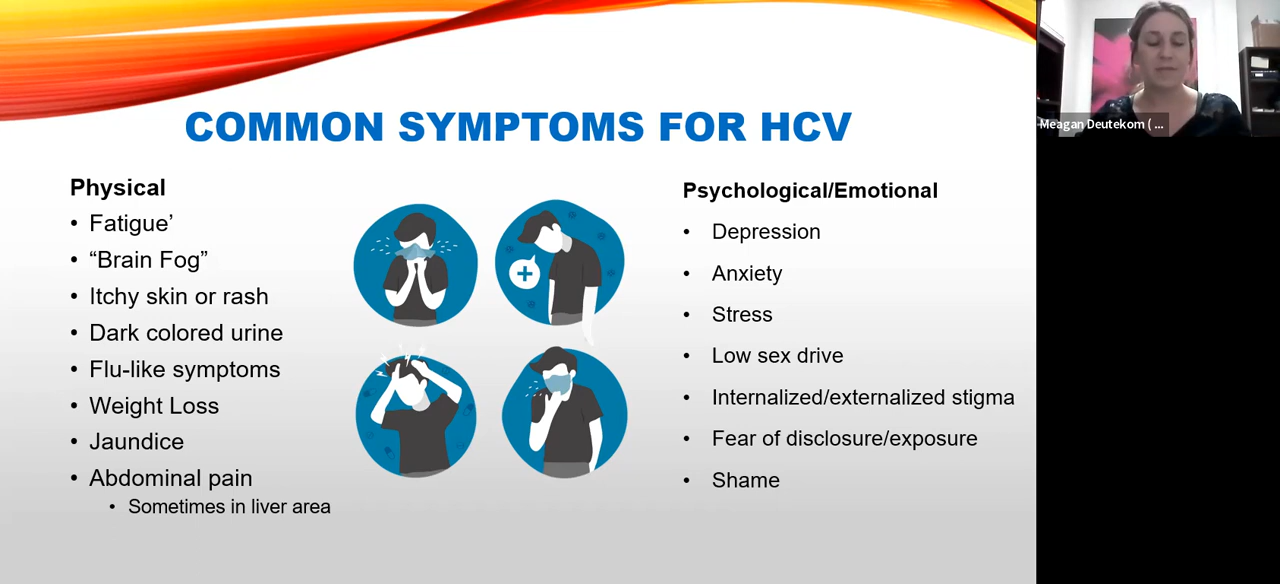 COMMON SYMPTOMS FOR HCV
Physical
• Fatigue’
• “Brain Fog”
• Itchy skin or rash
• Dark colored urine
• Flu-like symptoms
• Weight Loss
• Jaundice
• Abdominal pain
• Sometimes in liver area
Psychological/Emotional
• Depression
• Anxiety
• Stress
• Low sex drive
• Internalized/externalized stigma
• Fear of disclosure/exposure
• Shame
Meagan Deutekom ( ...